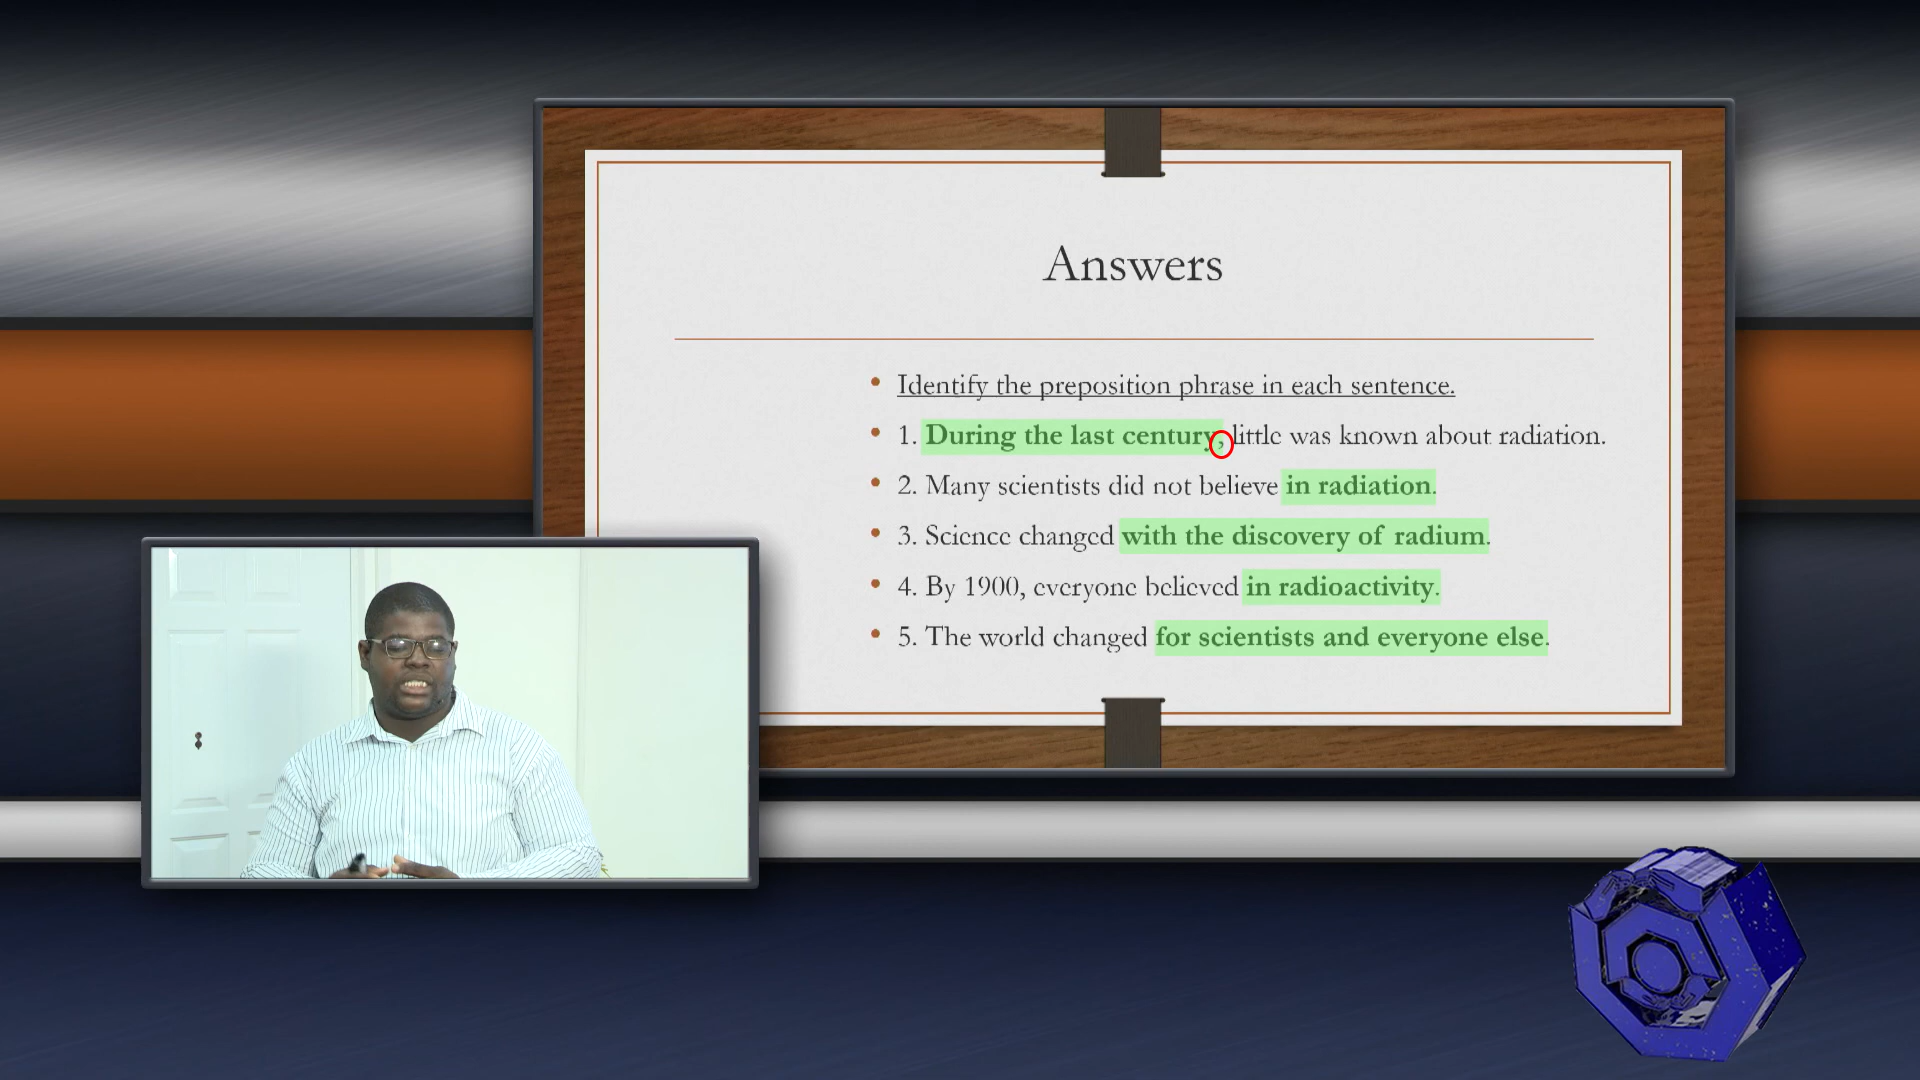 Answers
Identify the preposition phrase in each sentence.
1. During the last century, little was known about radiation.
2. Many scientists did not believe in radiation.
3. Science changed with the discovery of radium.
4. By 1900, everyone believed in radioactivity.
5. The world changed for scientists and everyone else.